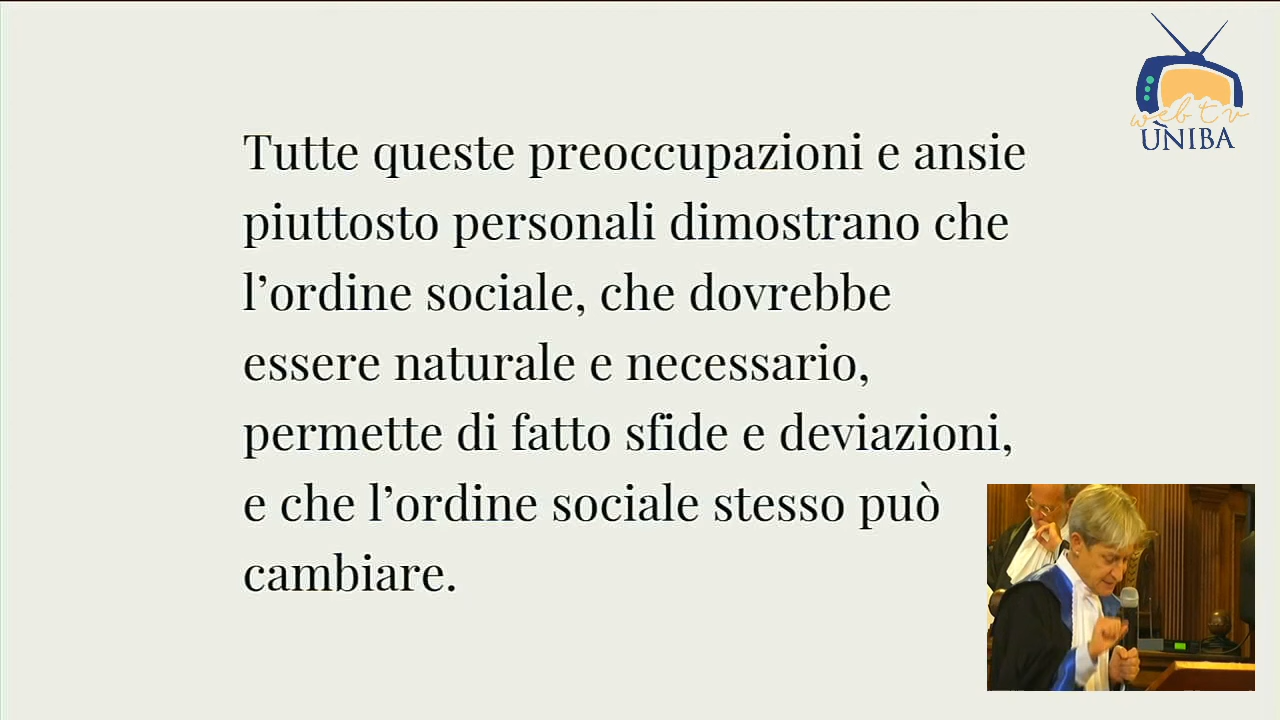 Tutte queste preoccupazioni e ansie
piuttosto personali dimostrano che
l’ordine sociale, che dovrebbe
essere naturale e necessario,
permette di fatto sfide e deviazioni,
e che l’ordine sociale stesso può
cambiare.
web tv
UNIBA